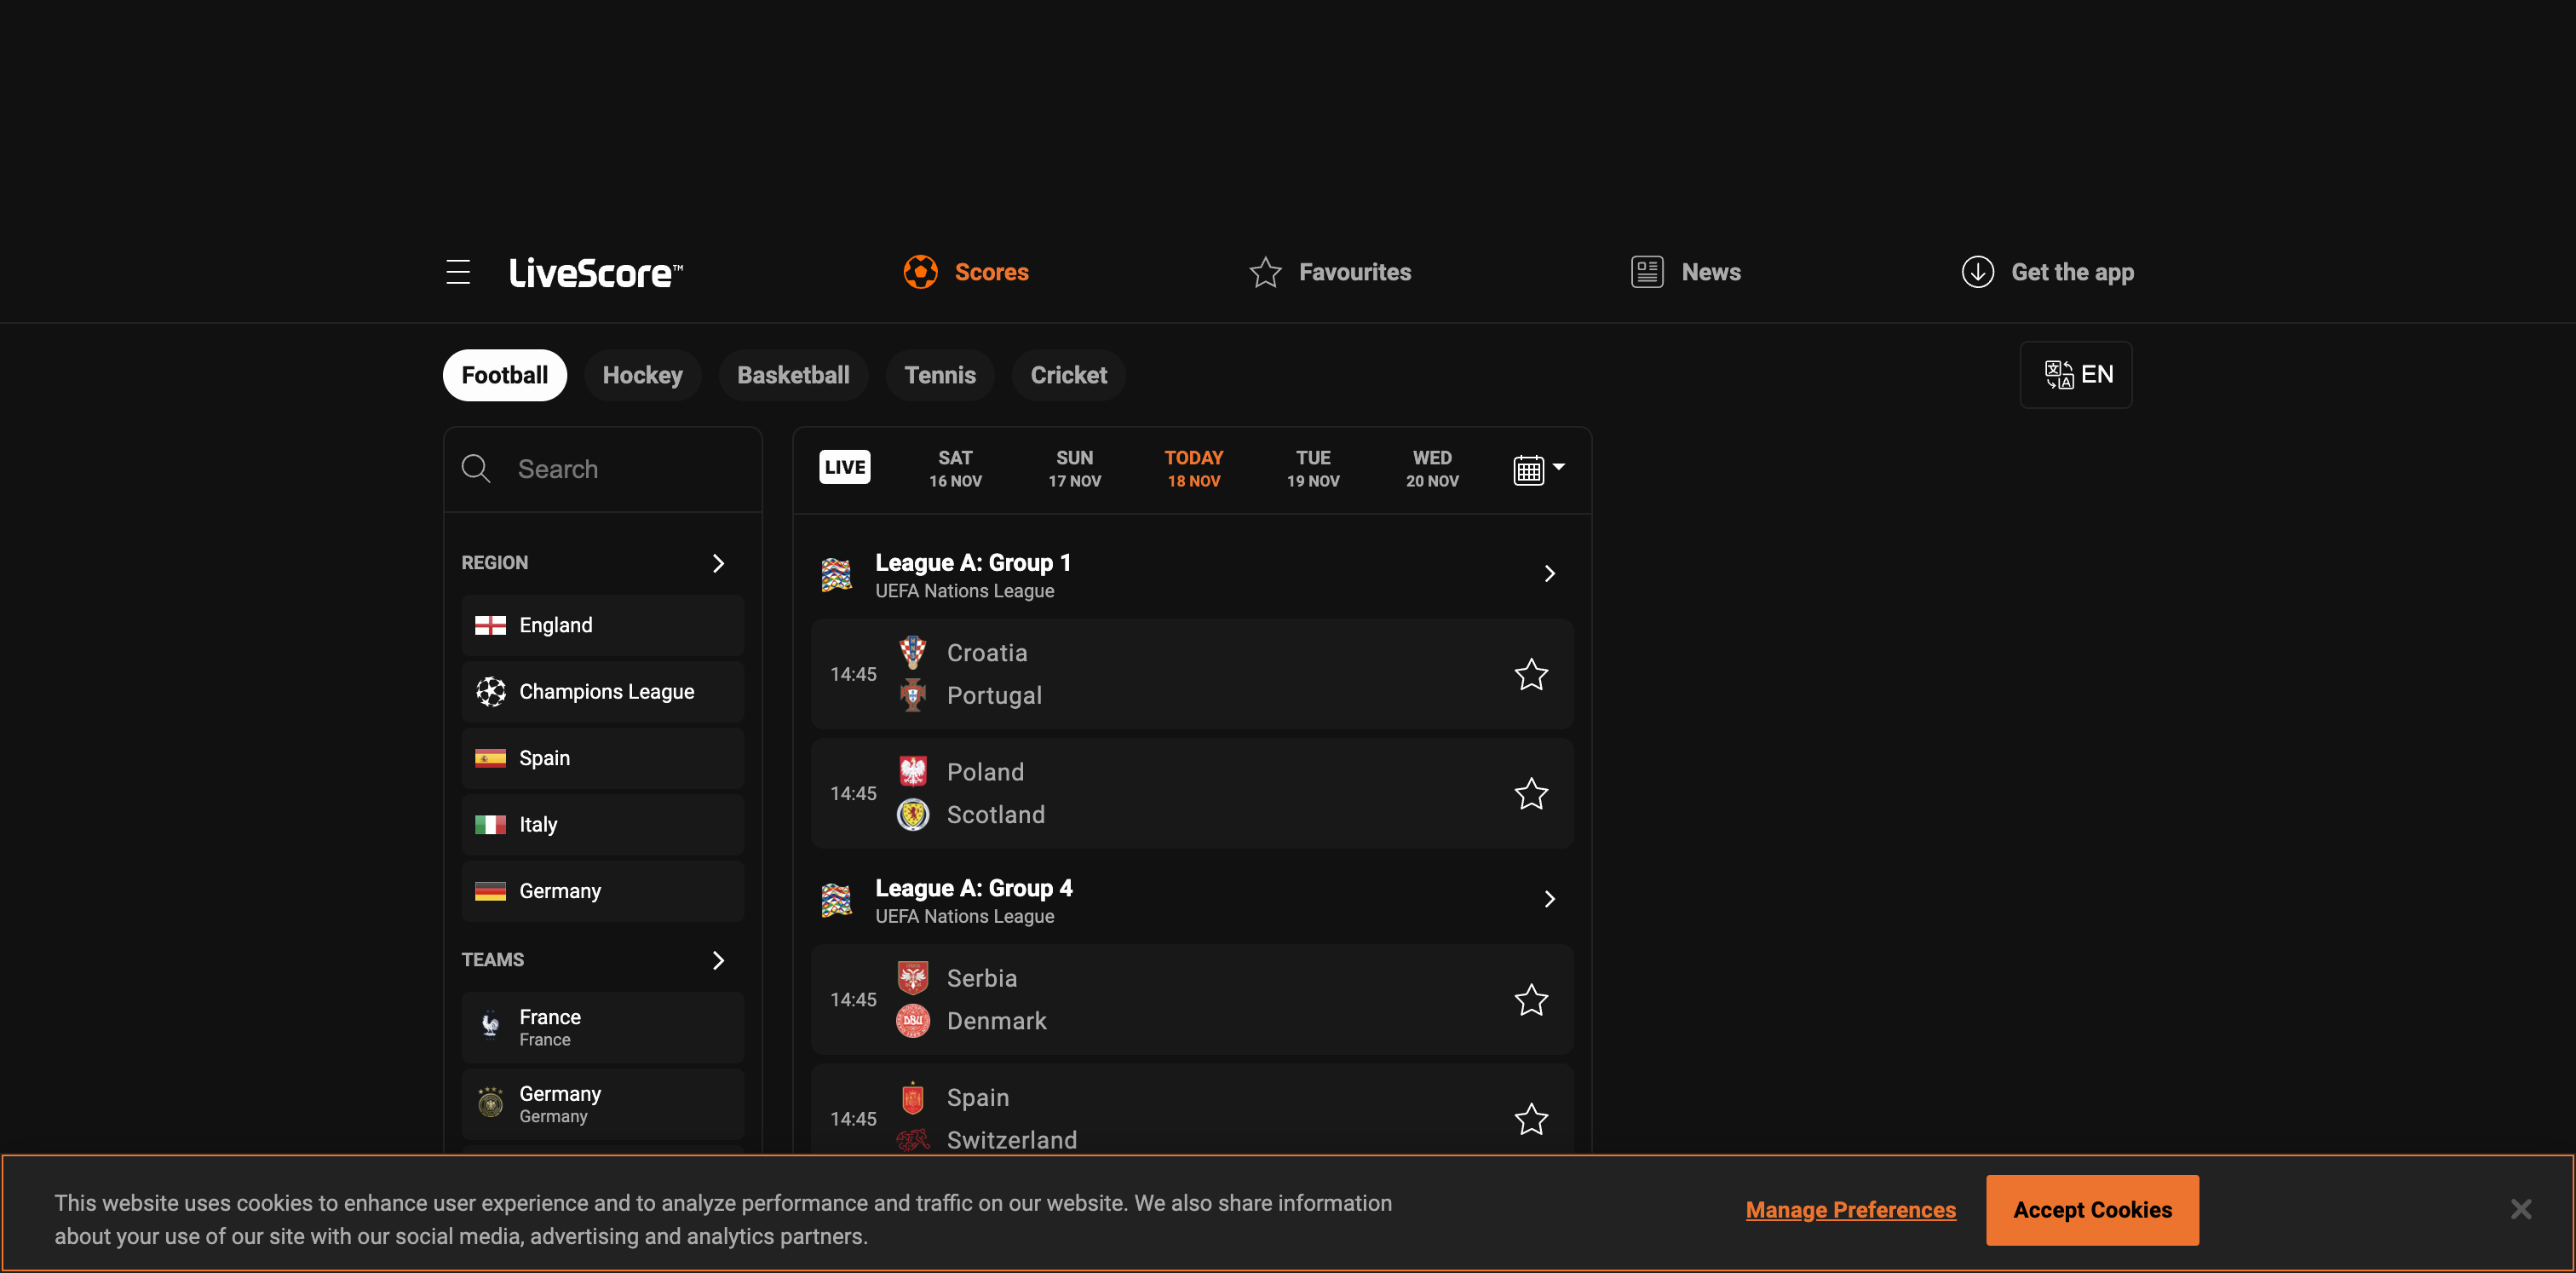 LiveScore™
Scores
Favourites
News
Get the app
Football
Hockey
Basketball
Tennis
Cricket
EN
Search
REGION
England
Champions League
Spain
Italy
Germany
TEAMS
France
France
Germany
Germany
LIVE
SAT
16 NOV
SUN
17 NOV
TODAY
18 NOV
TUE
19 NOV
WED
20 NOV
League A: Group 1
UEFA Nations League
14:45
Croatia
Portugal
14:45
Poland
Scotland
League A: Group 4
UEFA Nations League
14:45
Serbia
Denmark
14:45
Spain
Switzerland
This website uses cookies to enhance user experience and to analyze performance and traffic on our website. We also share information
about your use of our site with our social media, advertising and analytics partners.
Manage Preferences
Accept Cookies